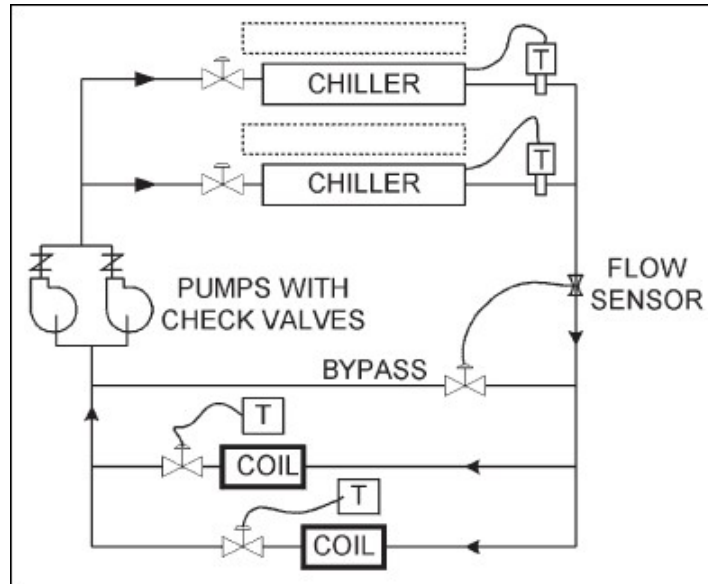 CHILLER
T
CHILLER
T
PUMPS WITH
CHECK VALVES
FLOW
SENSOR
BYPASS
T
COIL
T
COIL